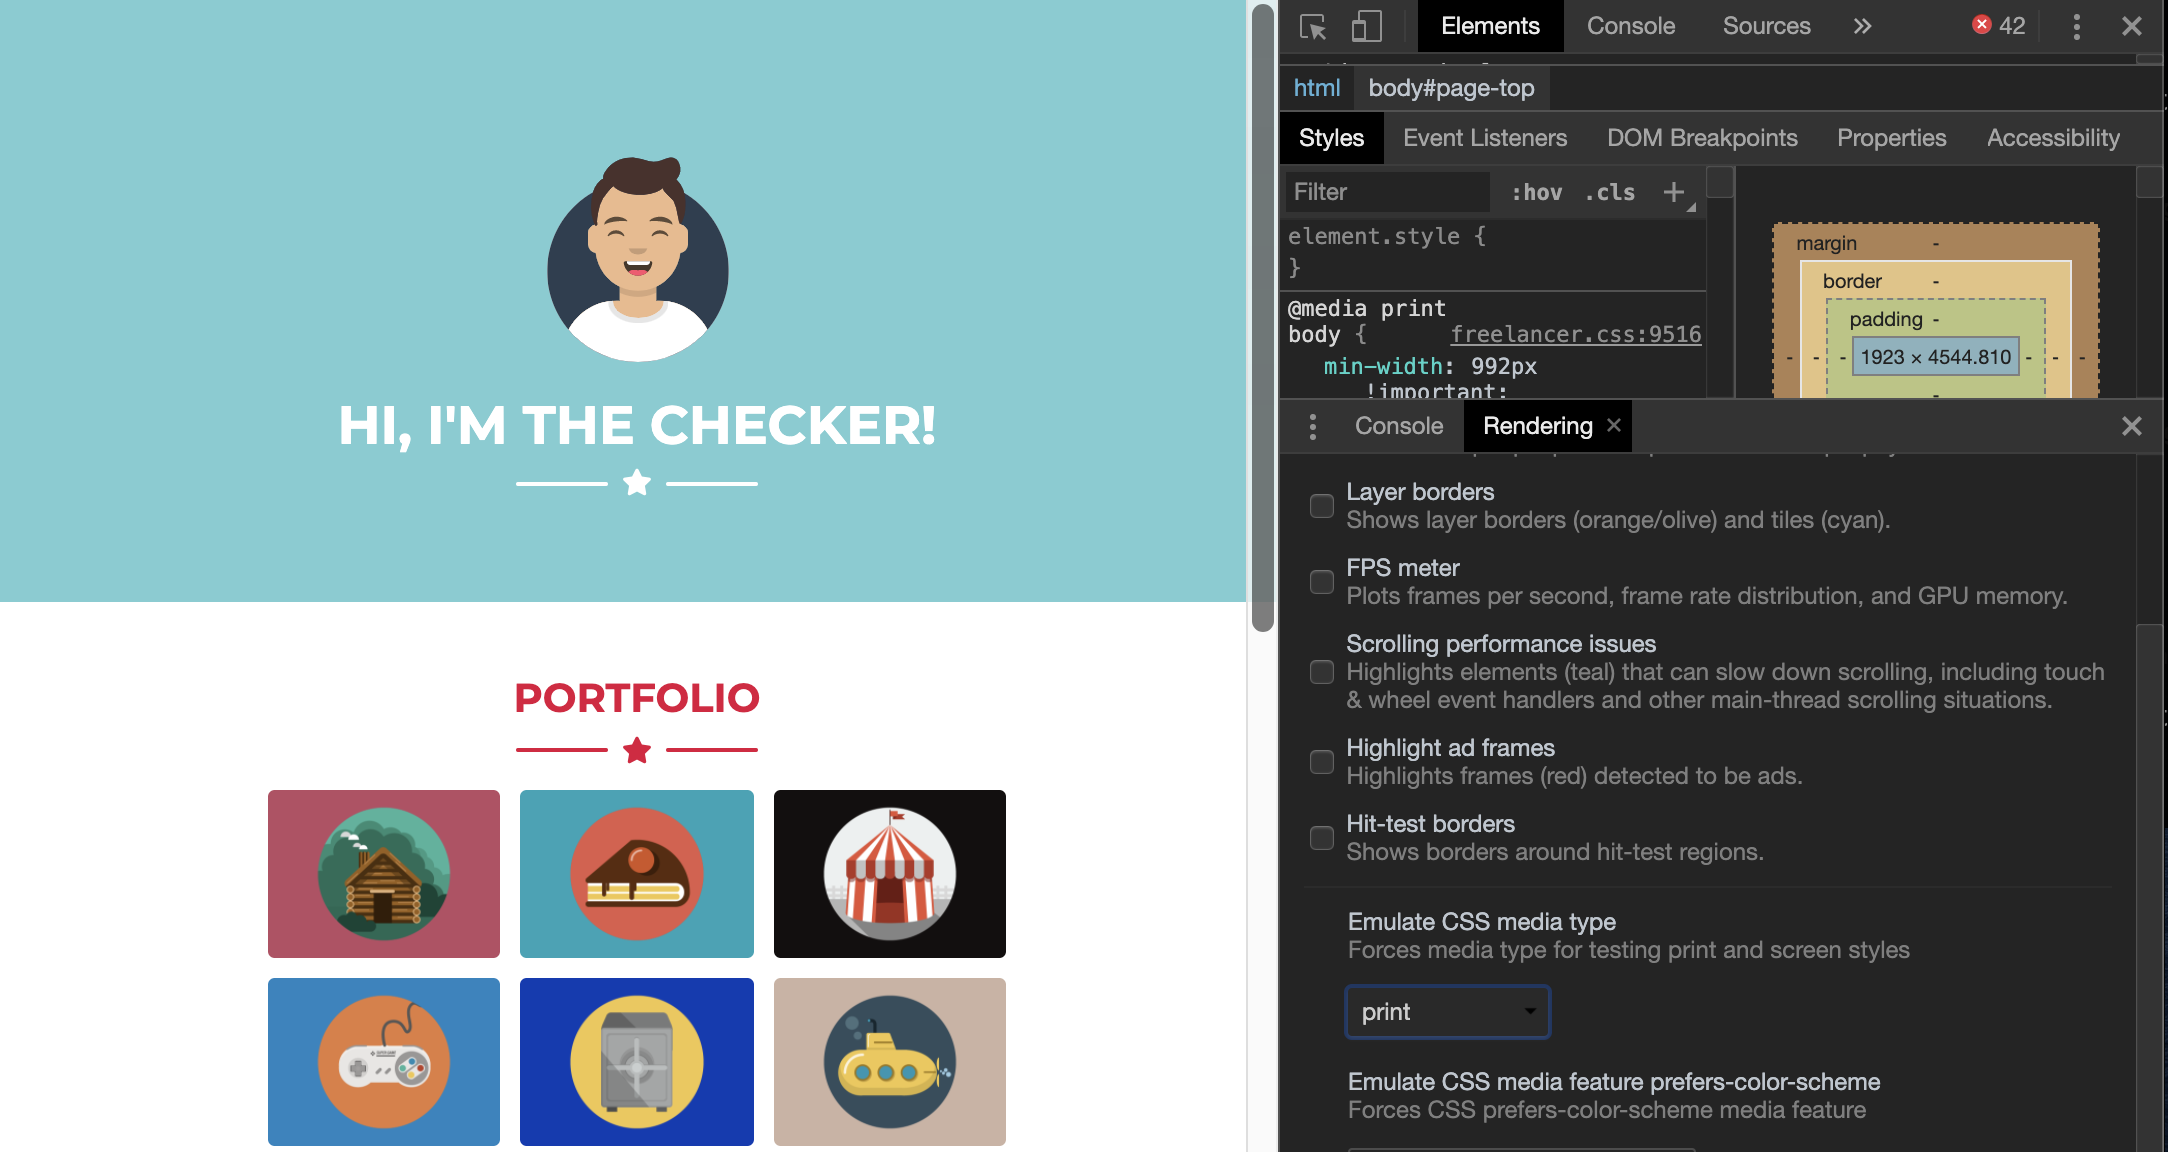 HI, I'M THE CHECKER!
PORTFOLIO
Elements Console Sources » 42
html body#page-top
Styles Event Listeners DOM Breakpoints Properties Accessibility
Filter :hov .cls +
element.style {
}
@media print
body { freelancer.css:9516
min-width: 992px
!important;
margin -
border -
padding -
- - - 1923 × 4544.810 - - -
-
Console Rendering ×
Layer borders
Shows layer borders (orange/olive) and tiles (cyan).
FPS meter
Plots frames per second, frame rate distribution, and GPU memory.
Scrolling performance issues
Highlights elements (teal) that can slow down scrolling, including touch
& wheel event handlers and other main-thread scrolling situations.
Highlight ad frames
Highlights frames (red) detected to be ads.
Hit-test borders
Shows borders around hit-test regions.
Emulate CSS media type
Forces media type for testing print and screen styles
print
Emulate CSS media feature prefers-color-scheme
Forces CSS prefers-color-scheme media feature